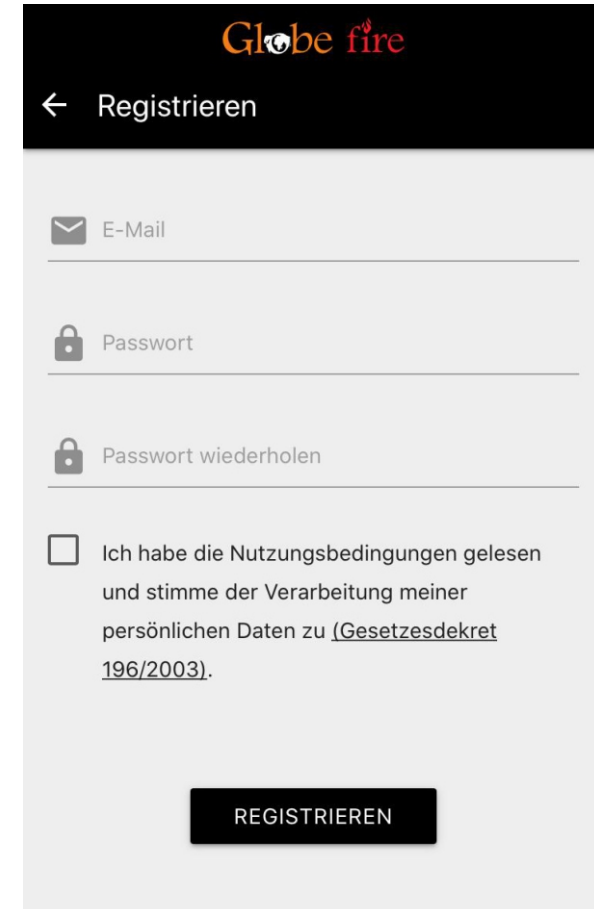 Globe fire
Registrieren
E-Mail
Passwort
Passwort wiederholen
Ich habe die Nutzungsbedingungen gelesen
und stimme der Verarbeitung meiner
persönlichen Daten zu (Gesetzesdekret
196/2003).
REGISTRIEREN